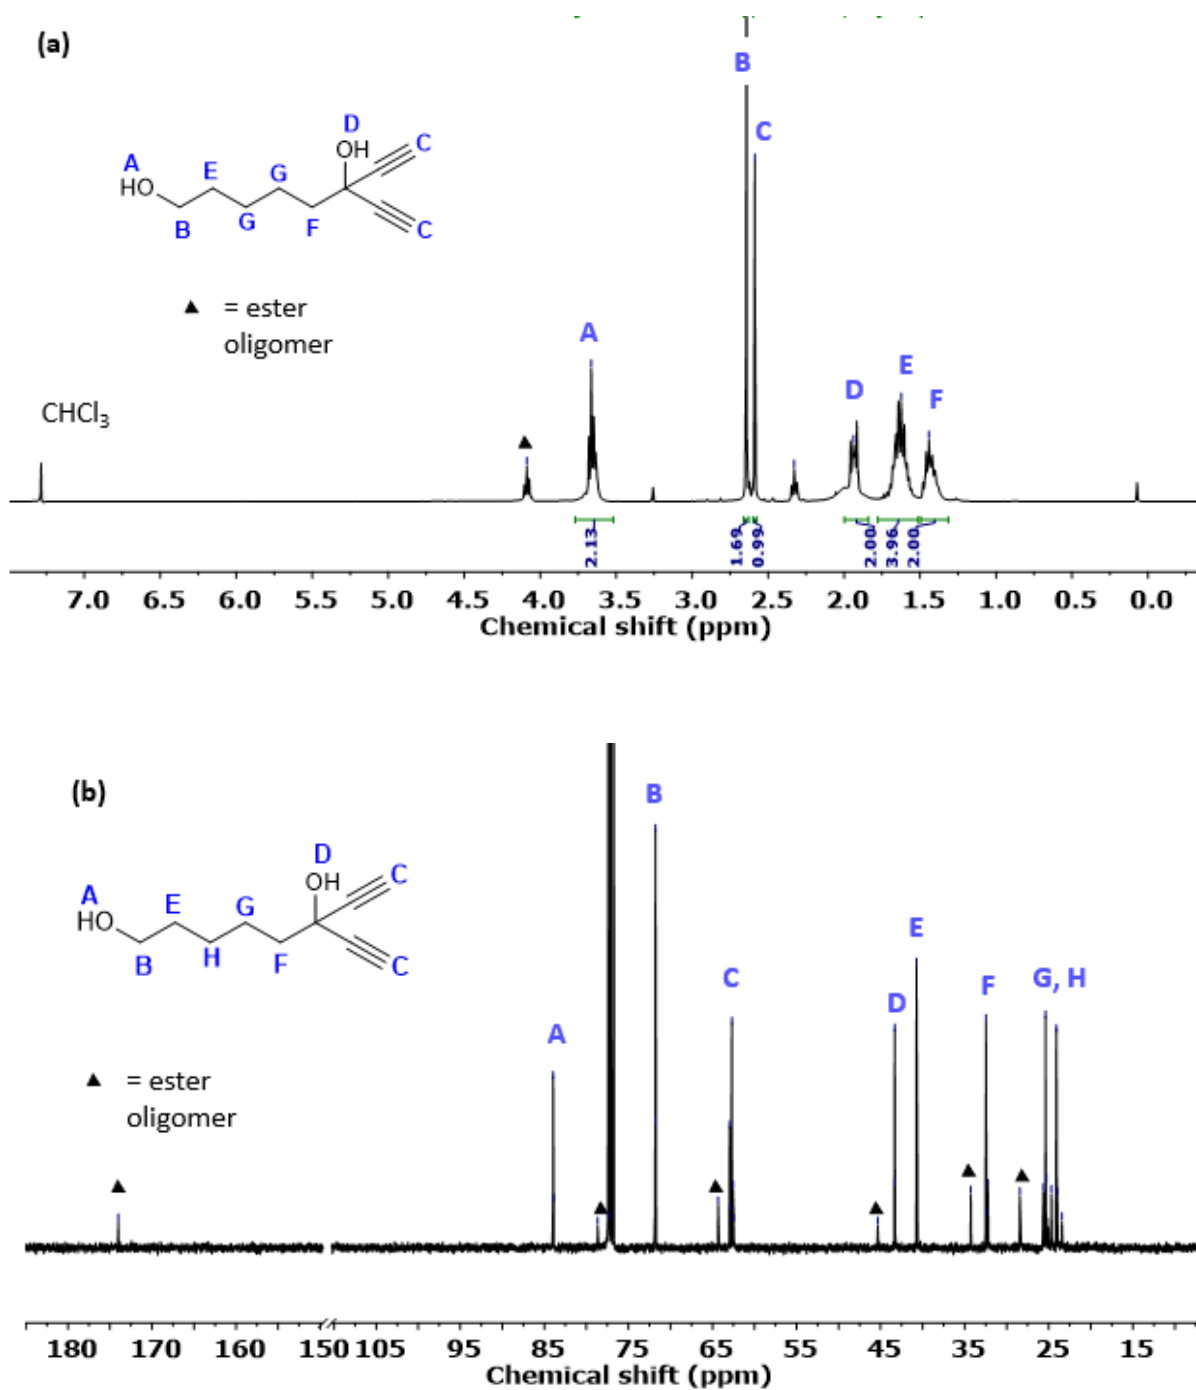 (a)
B
C
D
OH
C
A
HO
E
G
B
G
F
C
▲ = ester
oligomer
A
CHCl3
▲
D
E
F
2.13
1.69
0.99
2.00
3.96
2.00
7.0 6.5 6.0 5.5 5.0 4.5 4.0 3.5 3.0 2.5 2.0 1.5 1.0 0.5 0.0
Chemical shift (ppm)
(b)
B
D
OH
C
A
HO
E
G
B
H
F
C
▲ = ester
oligomer
E
C
D
F
G, H
A
▲ ▲ ▲ ▲ ▲ ▲
180 170 160 150 105 95 85 75 65 55 45 35 25 15
Chemical shift (ppm)